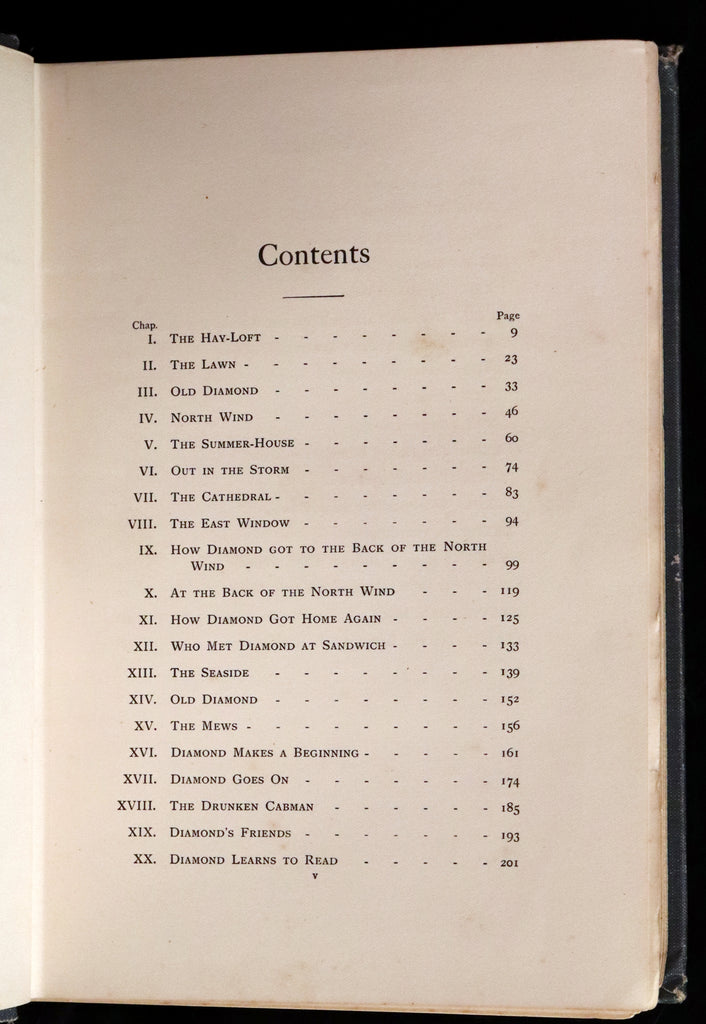 Contents
Chap. Page
I. The Hay-Loft - - - - - - - - 9
II. The Lawn - - - - - - - - - 23
III. Old Diamond - - - - - - - - 33
IV. North Wind - - - - - - - - 46
V. The Summer-House - - - - - - - 60
VI. Out in the Storm - - - - - - - 74
VII. The Cathedral - - - - - - - - 83
VIII. The East Window - - - - - - - 94
IX. How Diamond got to the Back of the North
Wind - - - - - - - - - 99
X. At the Back of the North Wind - - - 119
XI. How Diamond Got Home Again - - - - 125
XII. Who Met Diamond at Sandwich - - - - 133
XIII. The Seaside - - - - - - - - 139
XIV. Old Diamond - - - - - - - - 152
XV. The Mews - - - - - - - - - 156
XVI. Diamond Makes a Beginning - - - - - 161
XVII. Diamond Goes On - - - - - - - 174
XVIII. The Drunken Cabman - - - - - - 185
XIX. Diamond's Friends - - - - - - - 193
XX. Diamond Learns to Read - - - - - 201
v